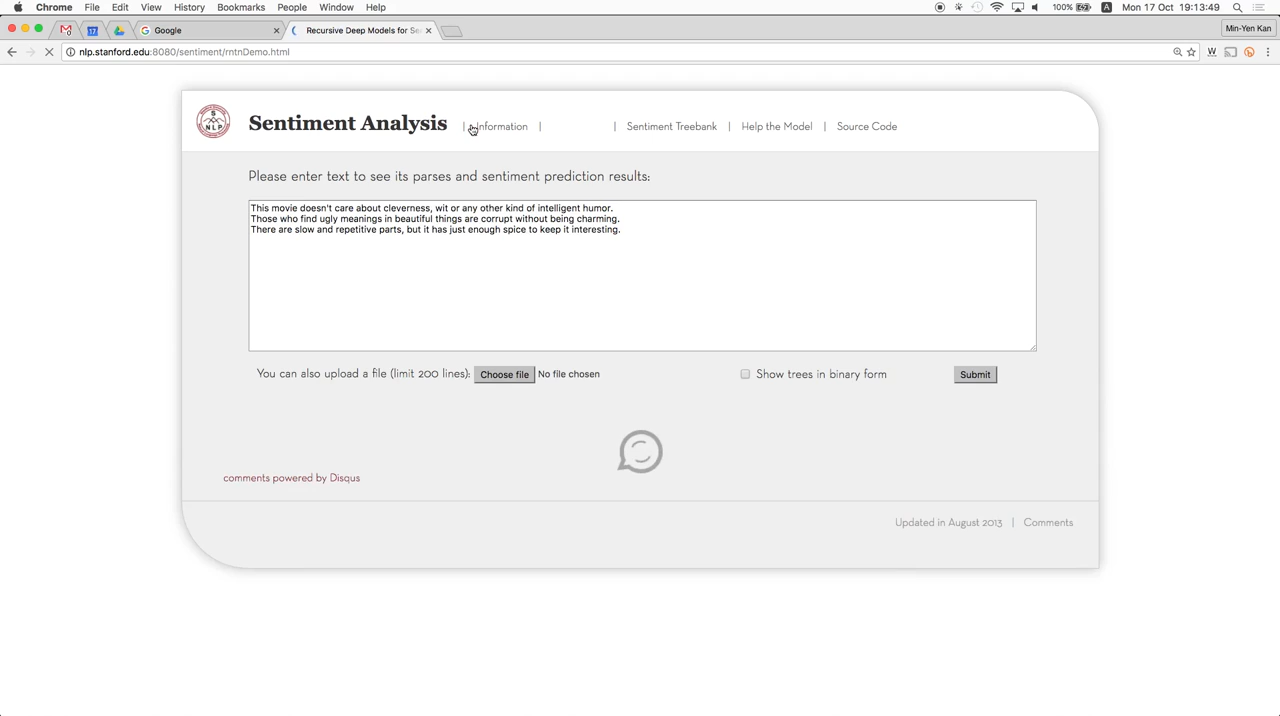 Chrome File Edit View History Bookmarks People Window Help 100% A Mon 17 Oct 19:13:49
17 Google Recursive Deep Models for Se Min-Yen Kan
nlp.stanford.edu:8080/sentiment/rntnDemo.html W
S NLP
Sentiment Analysis | Information | | Sentiment Treebank | Help the Model | Source Code
Please enter text to see its parses and sentiment prediction results:
This movie doesn't care about cleverness, wit or any other kind of intelligent humor.
Those who find ugly meanings in beautiful things are corrupt without being charming.
There are slow and repetitive parts, but it has just enough spice to keep it interesting.
You can also upload a file (limit 200 lines): Choose file No file chosen Show trees in binary form Submit
comments powered by Disqus
Updated in August 2013 | Comments